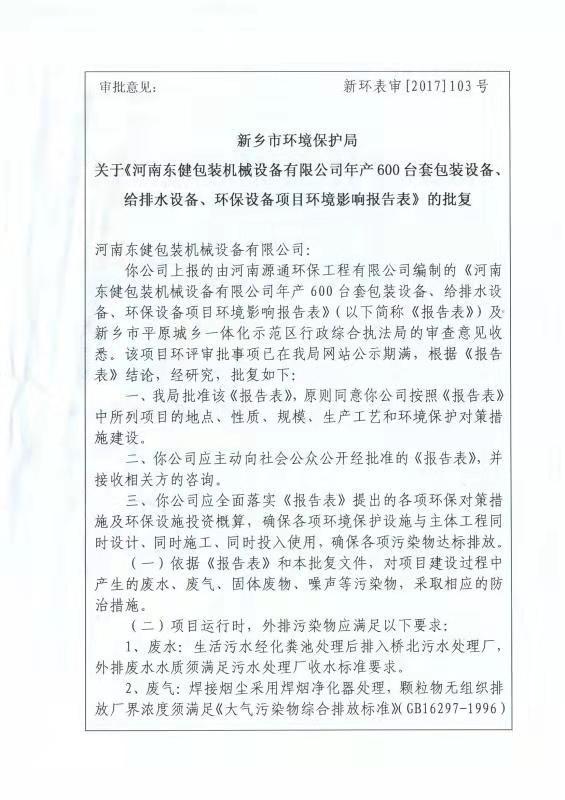 审批意见：
新环表审[2017]103号
新乡市环境保护局
关于《河南东健包装机械设备有限公司年产600台套包装设备、
给排水设备、环保设备项目环境影响报告表》的批复
河南东健包装机械设备有限公司：
你公司上报的由河南源通环保工程有限公司编制的《河南
东健包装机械设备有限公司年产600台套包装设备、给排水设
备、环保设备项目环境影响报告表》（以下简称《报告表》）及
新乡市平原城乡一体化示范区行政综合执法局的审查意见收
悉。该项目环评审批事项已在我局网站公示期满，根据《报告
表》结论，经研究，批复如下：
一、我局批准该《报告表》，原则同意你公司按照《报告表》
中所列项目的地点、性质、规模、生产工艺和环境保护对策措
施建设。
二、你公司应主动向社会公众公开经批准的《报告表》，并
接收相关方的咨询。
三、你公司应全面落实《报告表》提出的各项环保对策措
施及环保设施投资概算，确保各项环境保护设施与主体工程同
时设计、同时施工、同时投入使用，确保各项污染物达标排放。
（一）依据《报告表》和本批复文件，对项目建设过程中
产生的废水、废气、固体废物、噪声等污染物，采取相应的防
治措施。
（二）项目运行时，外排污染物应满足以下要求：
1、废水：生活污水经化粪池处理后排入桥北污水处理厂，
外排废水水质须满足污水处理厂收水标准要求。
2、废气：焊接烟尘采用焊烟净化器处理，颗粒物无组织排
放厂界浓度须满足《大气污染物综合排放标准》（GB16297-1996）